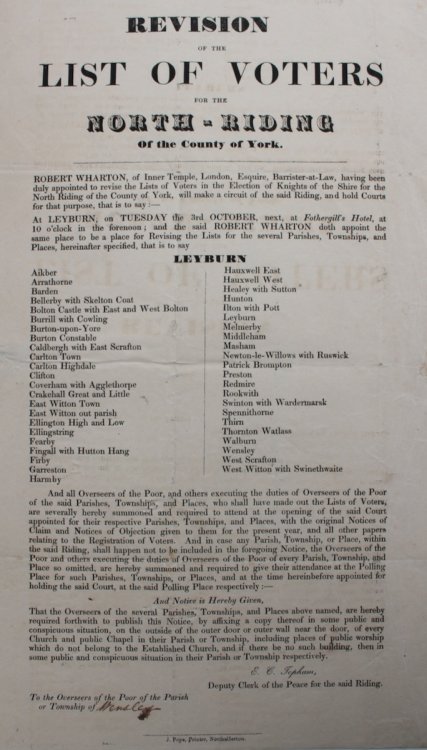 REVISION
OF THE
LIST OF VOTERS
FOR THE
NORTH-RIDING
Of the County of York.
ROBERT WHARTON, of Inner Temple, London, Esquire, Barrister-at-Law, having been
duly appointed to revise the Lists of Voters in the Election of Knights of the Shire for the
North Riding of the County of York, will make a circuit of the said Riding, and hold Courts
for that purpose, that is to say:—
At LEYBURN, on TUESDAY the 3rd OCTOBER, next, at Fothergill's Hotel, at
10 o'clock in the forenoon; and the said ROBERT WHARTON doth appoint the
same place to be a place for Revising the Lists for the several Parishes, Townships, and
Places, hereinafter specified, that is to say
LEYBURN
Aikber
Arrathorne
Barden
Bellerby with Skelton Coat
Bolton Castle with East and West Bolton
Burrill with Cowling
Burton-upon-Yore
Burton Constable
Caldbergh with East Scrafton
Carlton Town
Carlton Highdale
Clifton
Coverham with Agglethorpe
Crakehall Great and Little
East Witton Town
East Witton out parish
Ellington High and Low
Ellingstring
Fearby
Fingall with Hutton Hang
Firby
Garreston
Harmby
Hauxwell East
Hauxwell West
Healey with Sutton
Hunton
Ilton with Pott
Leyburn
Melmerby
Middleham
Masham
Newton-le-Willows with Ruswick
Patrick Brompton
Preston
Redmire
Rookwith
Swinton with Wardermarsk
Spennithorne
Thirn
Thornton Watlass
Walburn
Wensley
West Scrafton
West Witton with Swinethwaite
And all Overseers of the Poor, and others executing the duties of Overseers of the Poor
of the said Parishes, Townships, and Places, who shall have made out the Lists of Voters,
are severally hereby summoned and required to attend at the opening of the said Court
appointed for their respective Parishes, Townships, and Places, with the original Notices of
Claim and Notices of Objection given to them for the present year, and all other papers
relating to the Registration of Voters. And in case any Parish, Township, or Place, within
the said Riding, shall happen not to be included in the foregoing Notice, the Overseers of the
Poor and others executing the duties of Overseers of the Poor of every Parish, Township, and
Place so omitted, are hereby summoned and required to give their attendance at the Polling
Place for such Parishes, Townships, or Places, and at the time hereinbefore appointed for
holding the said Court, at the said Polling Place respectively:—
And Notice is Hereby Given,
That the Overseers of the several Parishes, Townships, and Places above named, are hereby
required forthwith to publish this Notice, by affixing a copy thereof in some public and
conspicuous situation, on the outside of the outer door or outer wall near the door, of every
Church and public Chapel in their Parish or Township, including places of public worship
which do not belong to the Established Church, and if there be no such building, then in
some public and conspicuous situation in their Parish or Township respectively.
E. C. Topham,
Deputy Clerk of the Peace for the said Riding.
To the Overseers of the Poor of the Parish
or Township of Wensley
J. Pope, Printer, Northallerton.